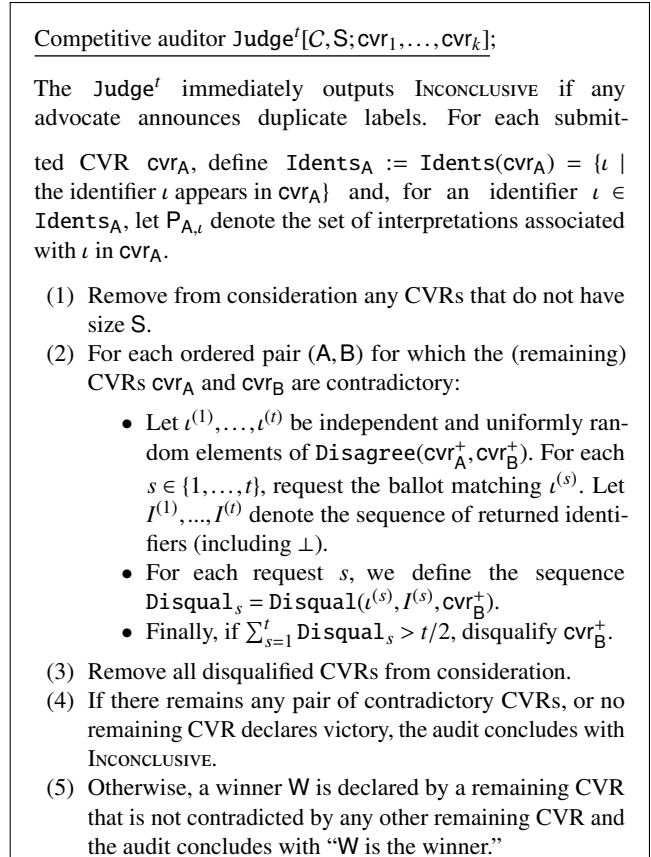 Competitive auditor Judgeᵗ[𝒞,S;cvr₁,…,cvrₖ];
The Judgeᵗ immediately outputs INCONCLUSIVE if any
advocate announces duplicate labels. For each submit-
ted CVR cvr_A, define Idents_A := Idents(cvr_A) = {ι |
the identifier ι appears in cvr_A} and, for an identifier ι ∈
Idents_A, let P_{A,ι} denote the set of interpretations associated
with ι in cvr_A.
(1) Remove from consideration any CVRs that do not have
size S.
(2) For each ordered pair (A,B) for which the (remaining)
CVRs cvr_A and cvr_B are contradictory:
• Let ι^(1),…,ι^(t) be independent and uniformly ran-
dom elements of Disagree(cvr_A^+,cvr_B^+). For each
s ∈ {1,…,t}, request the ballot matching ι^(s). Let
I^(1),...,I^(t) denote the sequence of returned identi-
fiers (including ⊥).
• For each request s, we define the sequence
Disqual_s = Disqual(ι^(s),I^(s),cvr_B^+).
• Finally, if ∑_{s=1}^t Disqual_s > t/2, disqualify cvr_B^+.
(3) Remove all disqualified CVRs from consideration.
(4) If there remains any pair of contradictory CVRs, or no
remaining CVR declares victory, the audit concludes with
INCONCLUSIVE.
(5) Otherwise, a winner W is declared by a remaining CVR
that is not contradicted by any other remaining CVR and
the audit concludes with “W is the winner.”